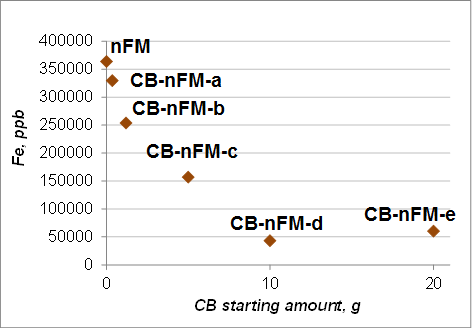 400000
350000
300000
250000
200000
150000
100000
50000
0
Fe, ppb
nFM
CB-nFM-a
CB-nFM-b
CB-nFM-c
CB-nFM-d
CB-nFM-e
0
10
20
CB starting amount, g